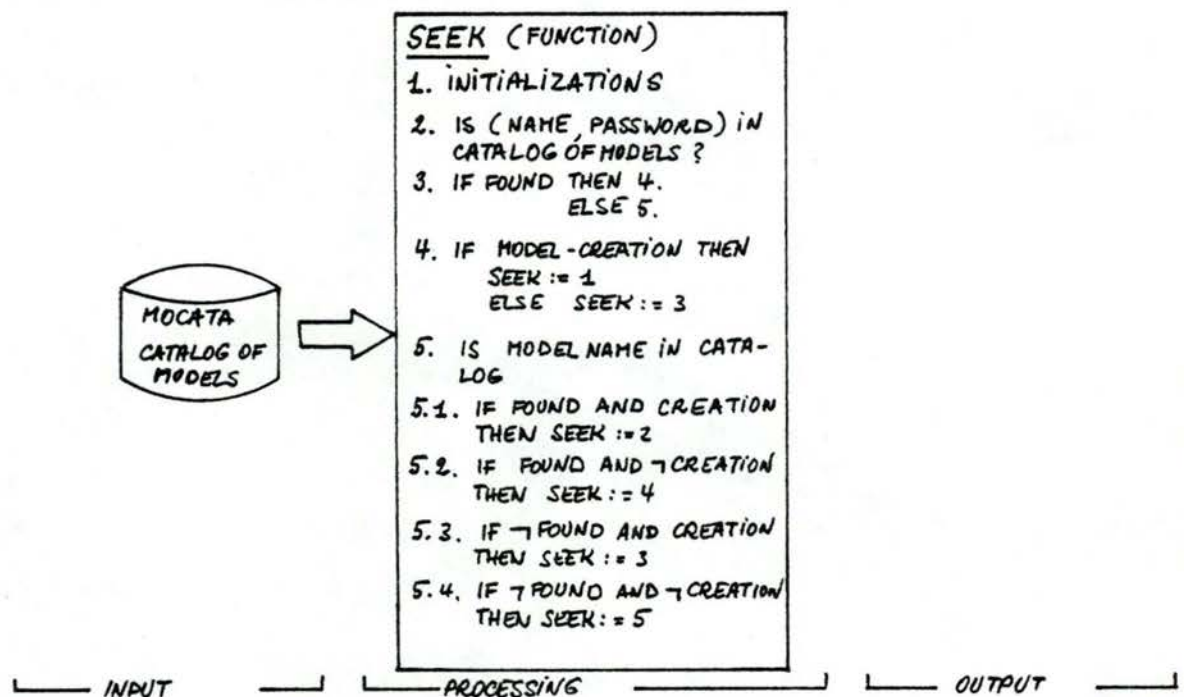 SEEK (FUNCTION)
1. INITIALIZATIONS
2. IS (NAME, PASSWORD) IN
CATALOG OF MODELS ?
3. IF FOUND THEN 4.
ELSE 5.
4. IF MODEL-CREATION THEN
SEEK := 1
ELSE SEEK := 3
5. IS MODEL NAME IN CATA-
LOG
5.1. IF FOUND AND CREATION
THEN SEEK := 2
5.2. IF FOUND AND ¬ CREATION
THEN SEEK := 4
5.3. IF ¬ FOUND AND CREATION
THEN SEEK := 3
5.4. IF ¬ FOUND AND ¬ CREATION
THEN SEEK := 5
MOCATA
CATALOG OF
MODELS
INPUT
PROCESSING
OUTPUT